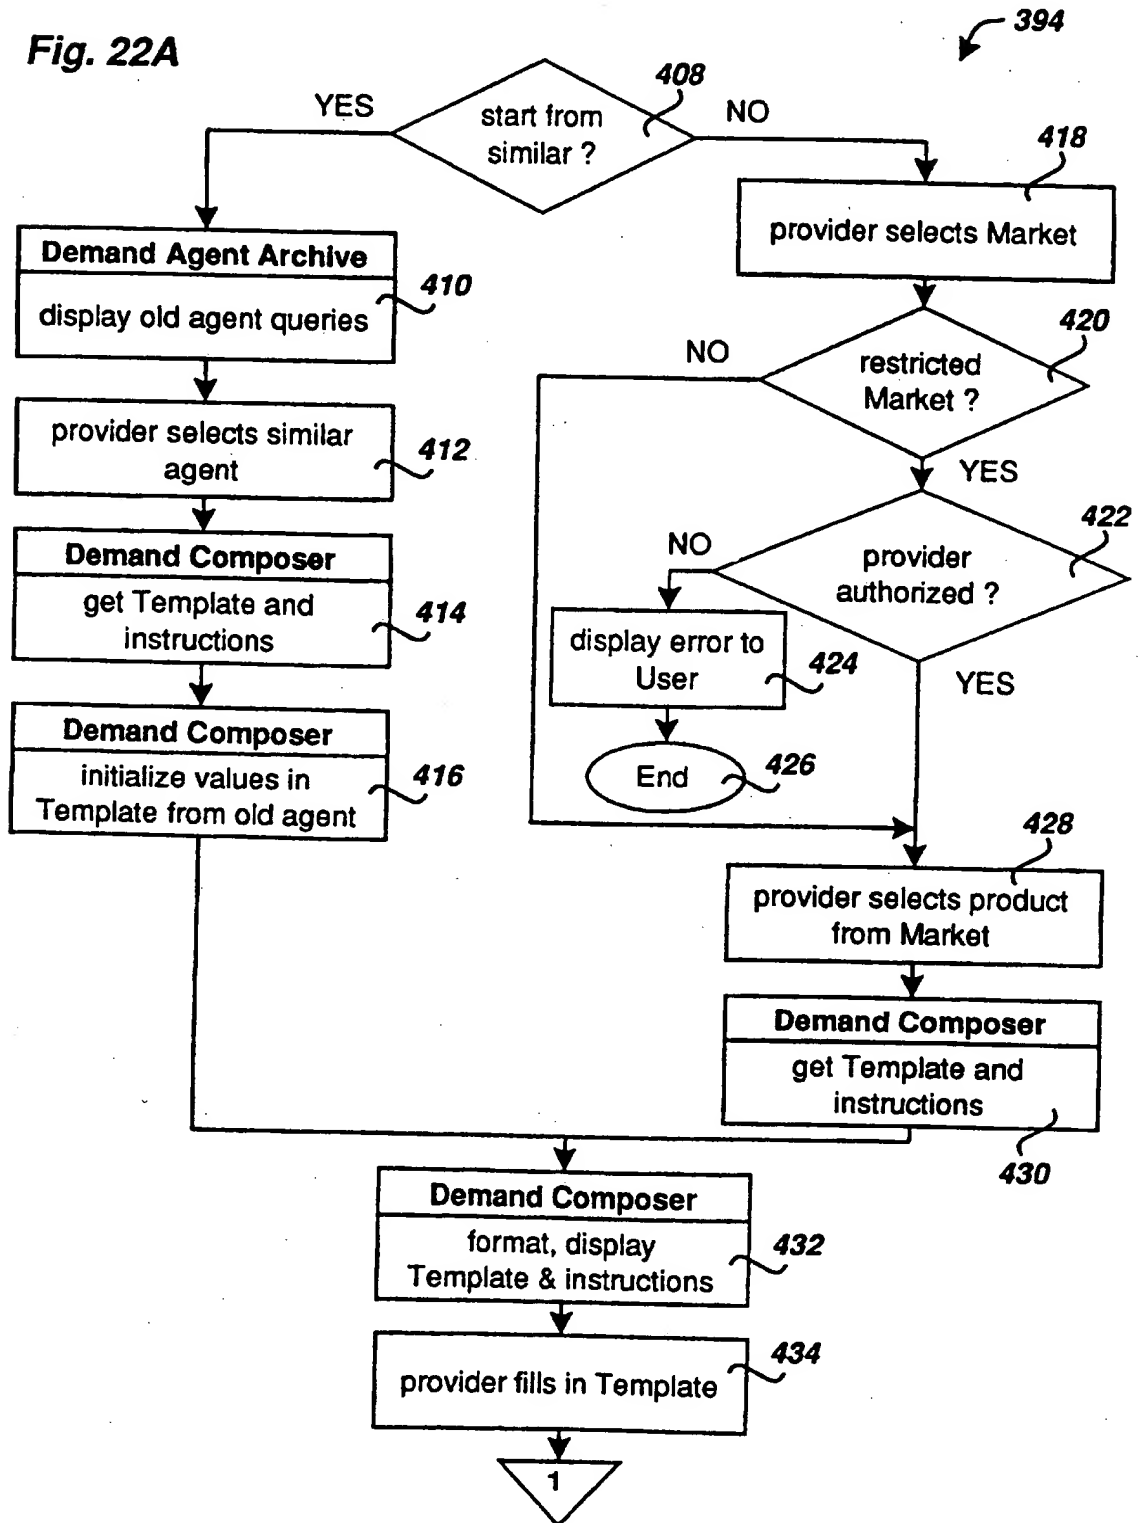 Fig. 22A
394
408
start from
similar ?
YES
NO
418
provider selects Market
Demand Agent Archive
410
display old agent queries
420
restricted
Market ?
NO
YES
provider selects similar
agent
412
422
provider
authorized ?
NO
YES
Demand Composer
get Template and
instructions
414
display error to
User
424
Demand Composer
initialize values in
Template from old agent
416
End
426
428
provider selects product
from Market
Demand Composer
get Template and
instructions
430
Demand Composer
format, display
Template & instructions
432
provider fills in Template
434
1